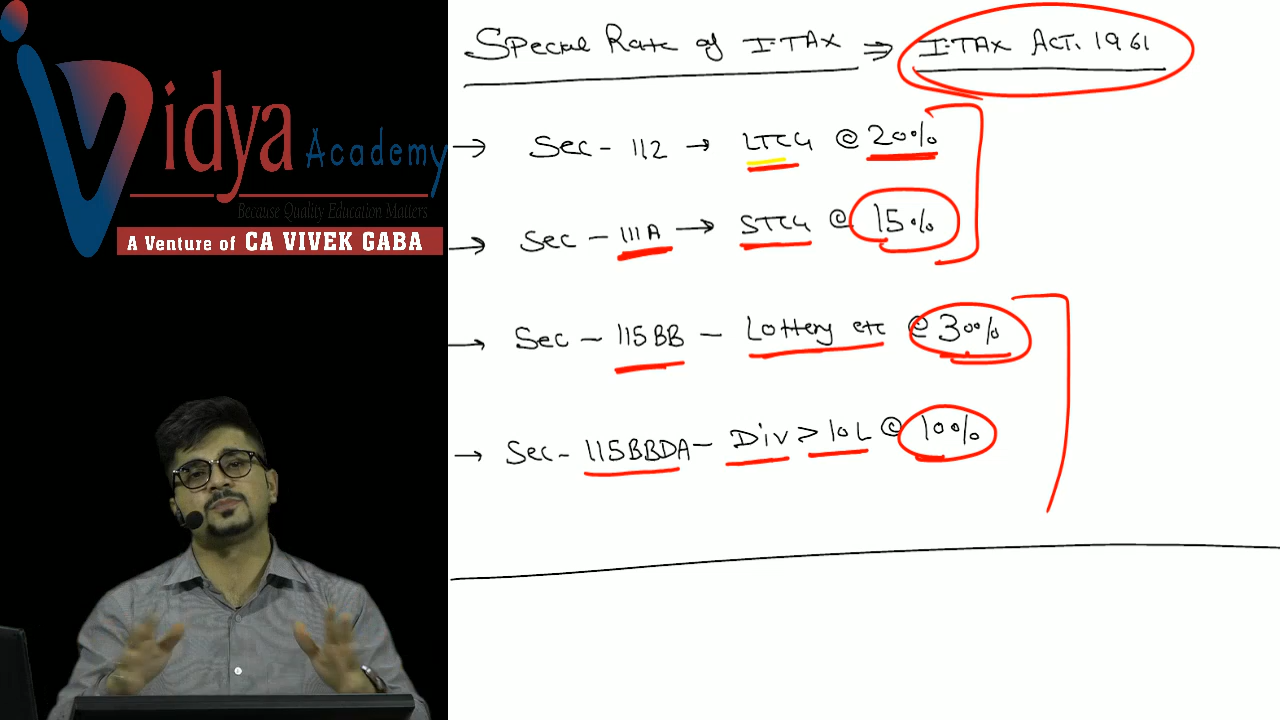 Vidya Academy
Because Quality Education Matters
A Venture of CA VIVEK GABA
Special Rate of I-TAX ⇒ I-TAX ACT. 1961
→ Sec - 112 → LTCG @ 20%
→ Sec - 111A → STCG @ 15%
→ Sec - 115BB - Lottery etc @ 30%
→ Sec - 115BBDA - Div > 10L @ 10%